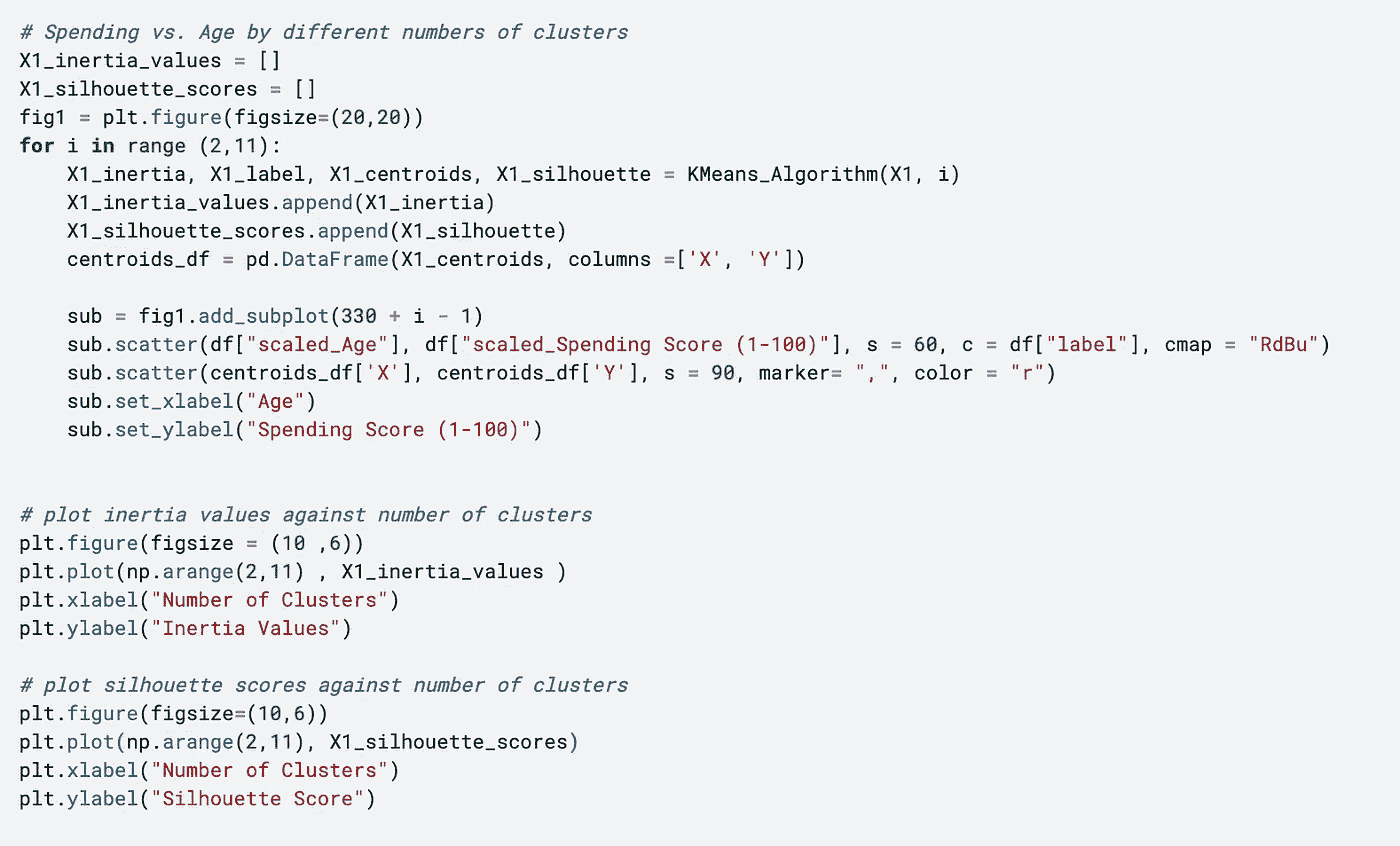 # Spending vs. Age by different numbers of clusters
X1_inertia_values = []
X1_silhouette_scores = []
fig1 = plt.figure(figsize=(20,20))
for i in range (2,11):
    X1_inertia, X1_label, X1_centroids, X1_silhouette = KMeans_Algorithm(X1, i)
    X1_inertia_values.append(X1_inertia)
    X1_silhouette_scores.append(X1_silhouette)
    centroids_df = pd.DataFrame(X1_centroids, columns =['X', 'Y'])
    sub = fig1.add_subplot(330 + i - 1)
    sub.scatter(df["scaled_Age"], df["scaled_Spending Score (1-100)"], s = 60, c = df["label"], cmap = "RdBu")
    sub.scatter(centroids_df['X'], centroids_df['Y'], s = 90, marker= ",", color = "r")
    sub.set_xlabel("Age")
    sub.set_ylabel("Spending Score (1-100)")
# plot inertia values against number of clusters
plt.figure(figsize = (10 ,6))
plt.plot(np.arange(2,11) , X1_inertia_values )
plt.xlabel("Number of Clusters")
plt.ylabel("Inertia Values")
# plot silhouette scores against number of clusters
plt.figure(figsize=(10,6))
plt.plot(np.arange(2,11), X1_silhouette_scores)
plt.xlabel("Number of Clusters")
plt.ylabel("Silhouette Score")